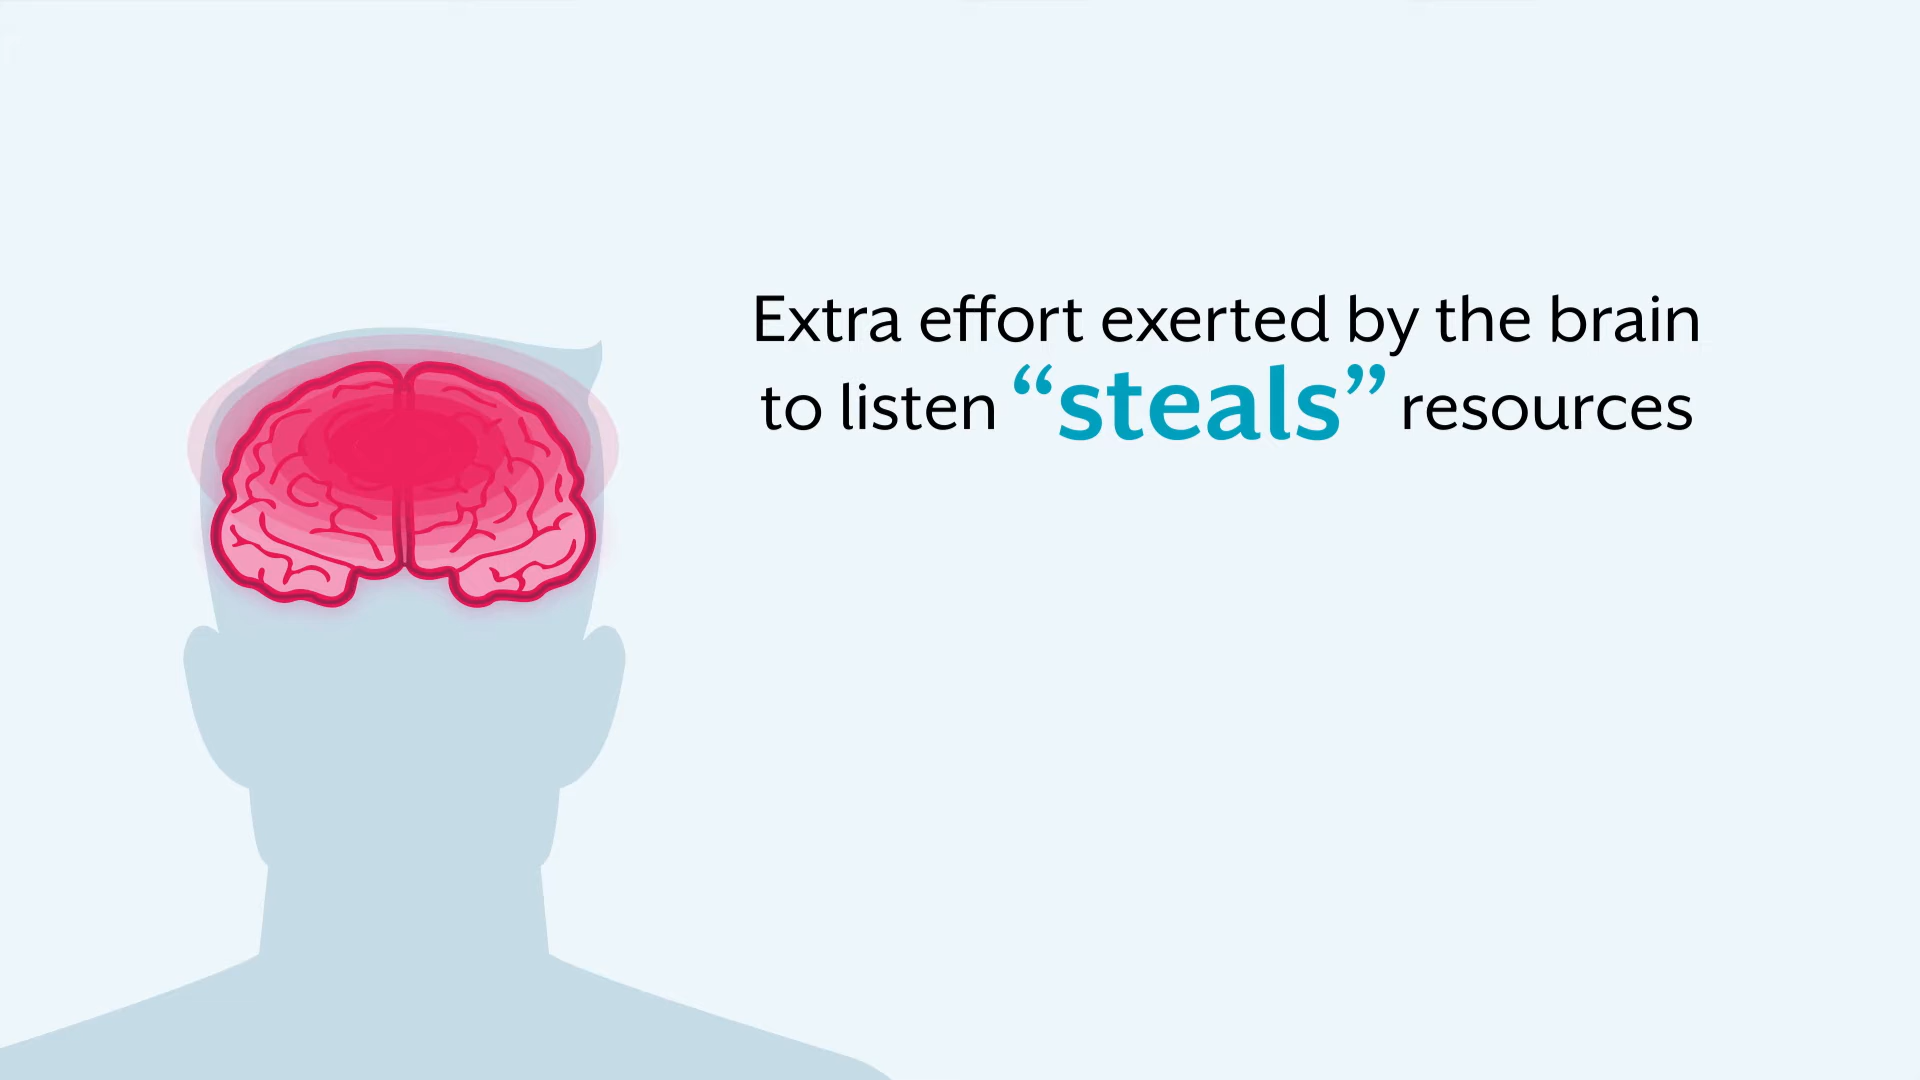 Extra effort exerted by the brain
to listen “steals” resources